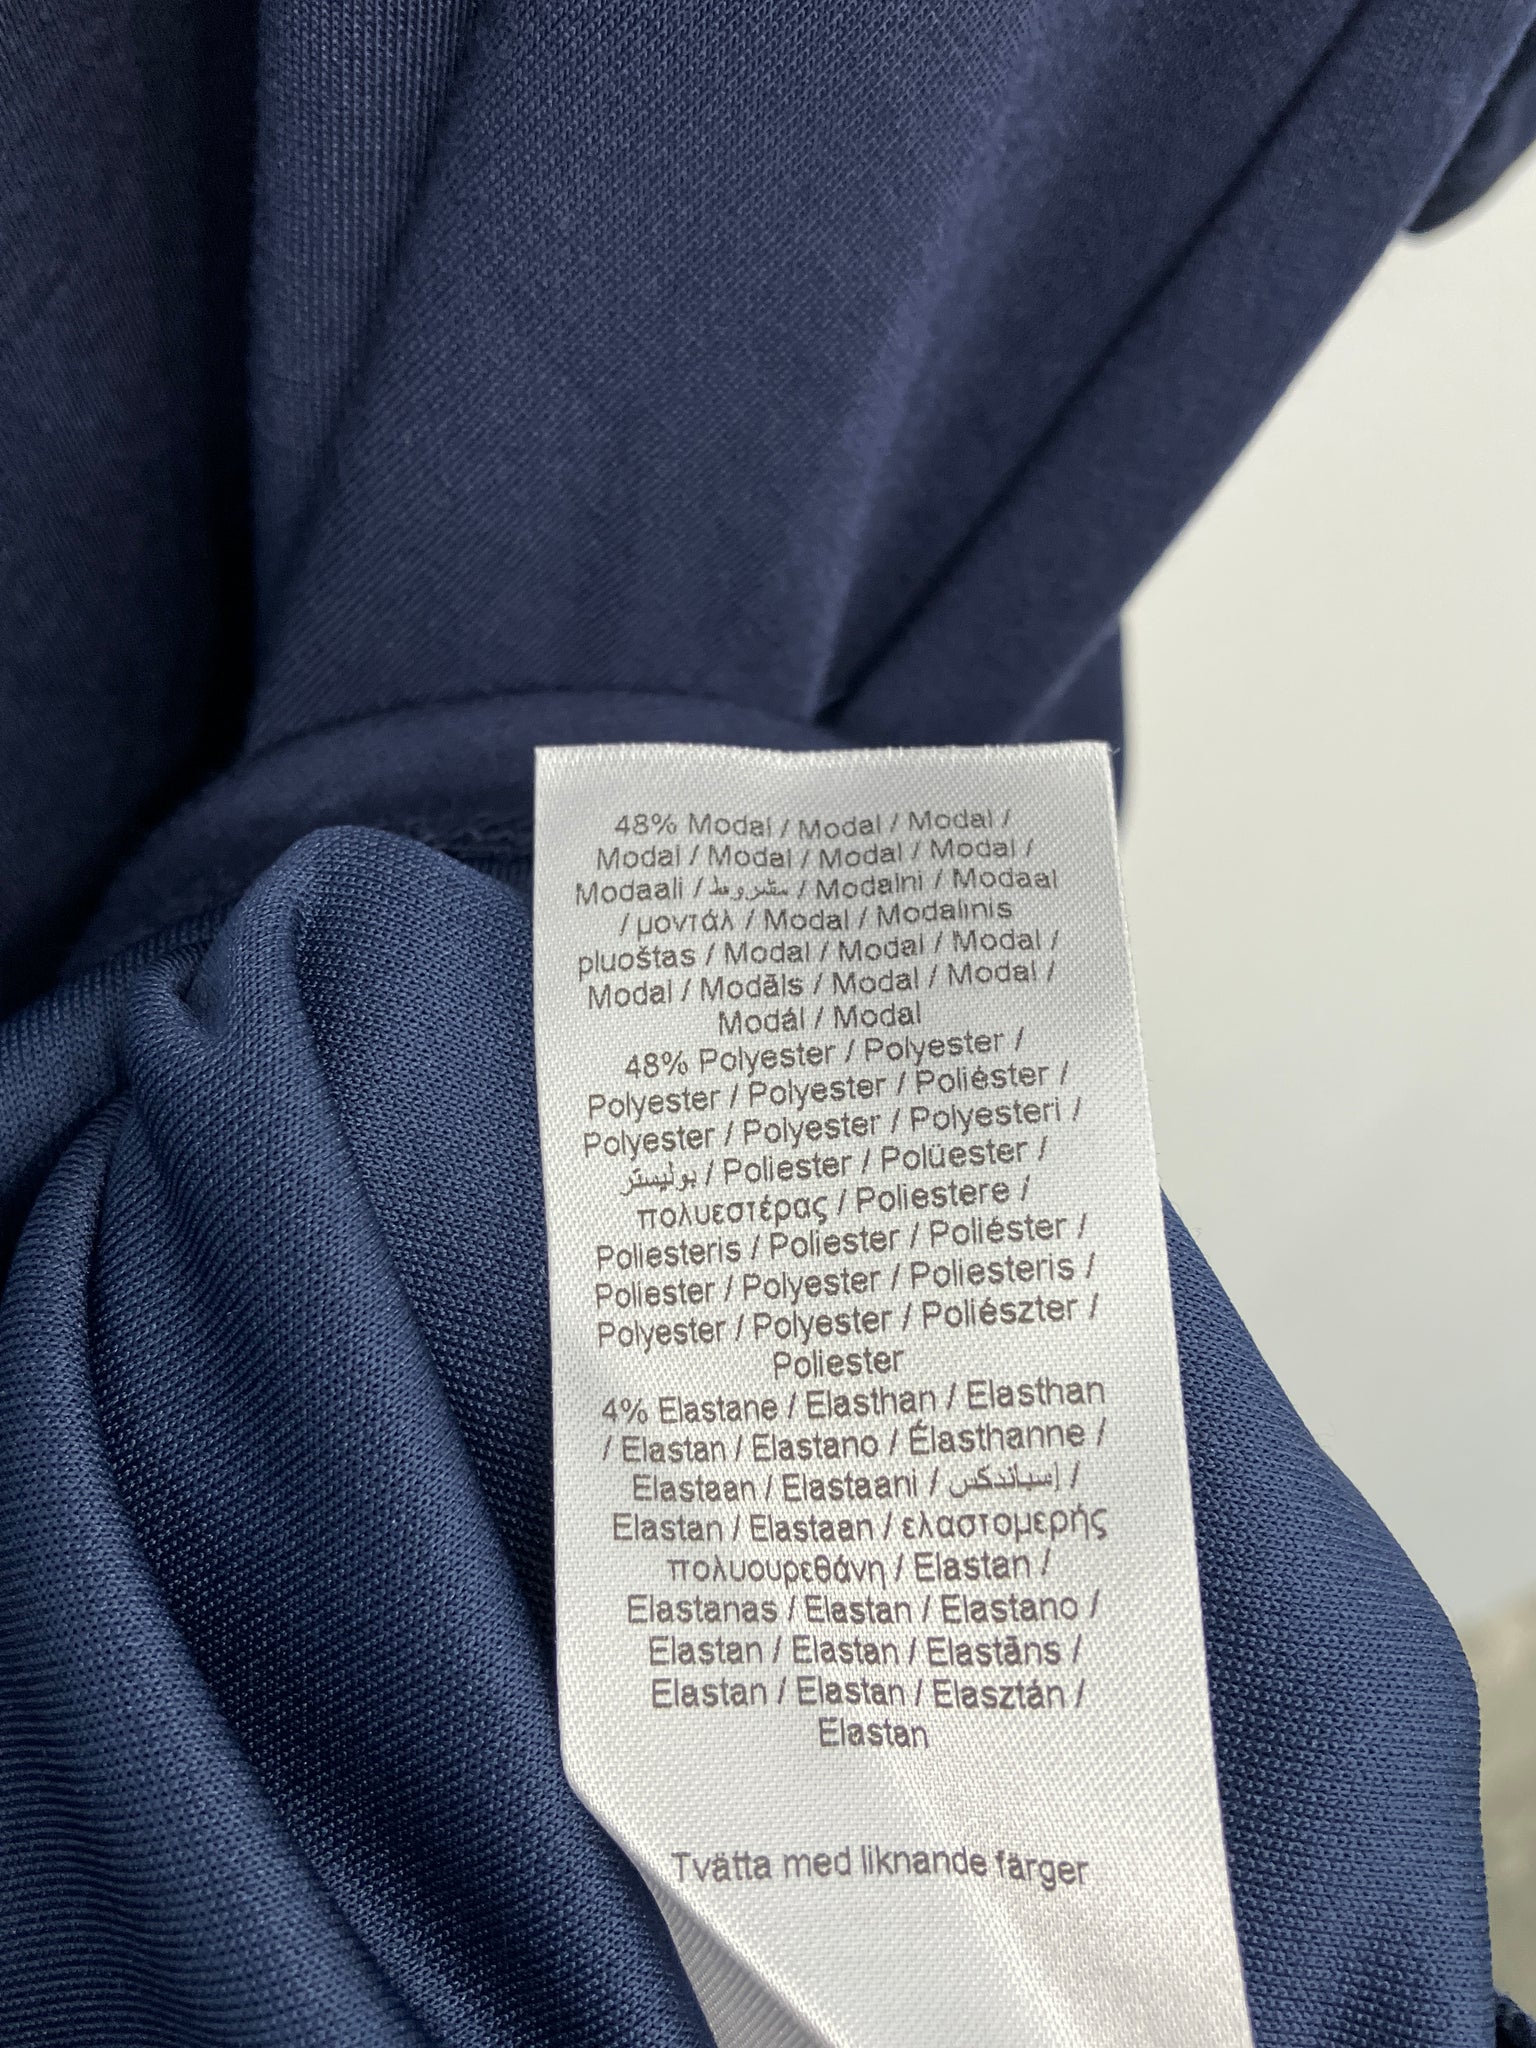 48% Modal / Modal / Modal /
Modal / Modal / Modal / Modal /
Modaali / مشروط / Modalni / Modaal
/ μοντάλ / Modal / Modalinis
pluoštas / Modal / Modal / Modal /
Modal / Modāls / Modal / Modal /
Modál / Modal
48% Polyester / Polyester /
Polyester / Polyester / Poliéster /
Polyester / Polyester / Polyesteri /
بوليستر / Poliester / Polüester /
πολυεστέρας / Poliestere /
Poliesteris / Poliester / Poliéster /
Poliester / Polyester / Poliesteris /
Polyester / Polyester / Poliészter /
Poliester
4% Elastane / Elasthan / Elasthan
/ Elastan / Elastano / Élasthanne /
Elastaan / Elastaani / إسباندكس /
Elastan / Elastaan / ελαστομερής
πολυουρεθάνη / Elastan /
Elastanas / Elastan / Elastano /
Elastan / Elastan / Elastāns /
Elastan / Elastan / Elasztán /
Elastan
Tvätta med liknande färger